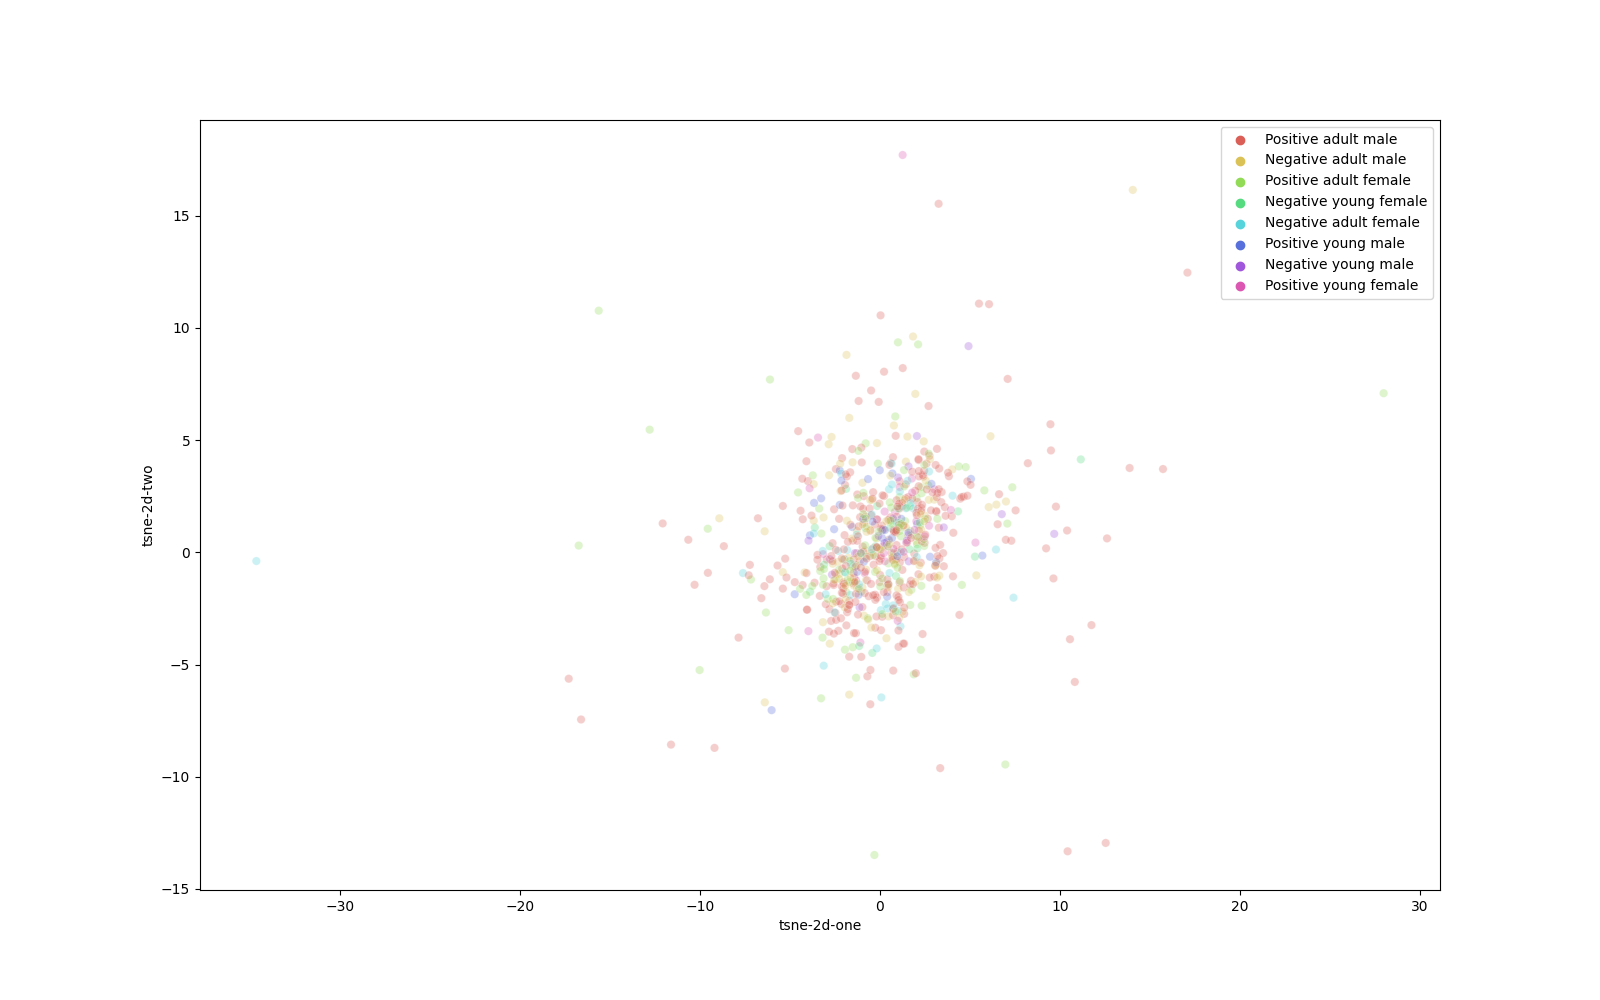 Positive adult male
Negative adult male
Positive adult female
Negative young female
Negative adult female
Positive young male
Negative young male
Positive young female
15
10
5
0
−5
−10
−15
tsne-2d-two
−30
−20
−10
0
10
20
30
tsne-2d-one